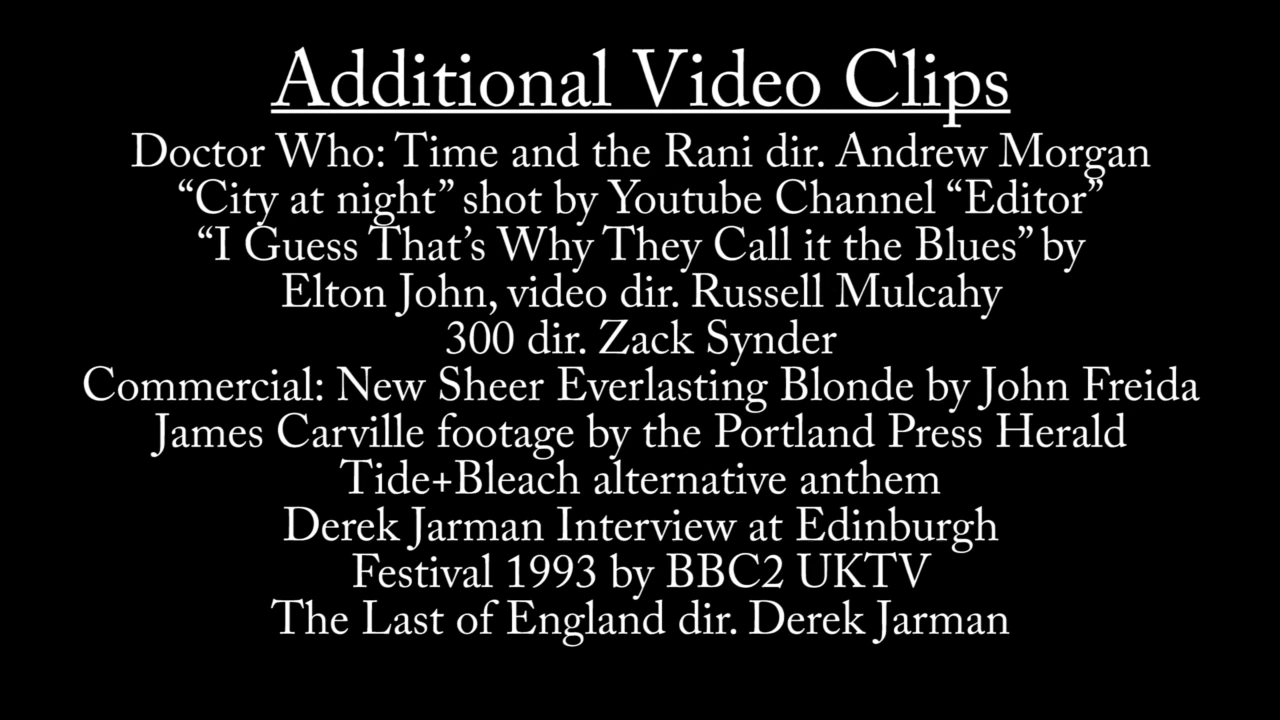 Additional Video Clips
Doctor Who: Time and the Rani dir. Andrew Morgan
“City at night” shot by Youtube Channel “Editor”
“I Guess That’s Why They Call it the Blues” by
Elton John, video dir. Russell Mulcahy
300 dir. Zack Synder
Commercial: New Sheer Everlasting Blonde by John Freida
James Carville footage by the Portland Press Herald
Tide+Bleach alternative anthem
Derek Jarman Interview at Edinburgh
Festival 1993 by BBC2 UKTV
The Last of England dir. Derek Jarman